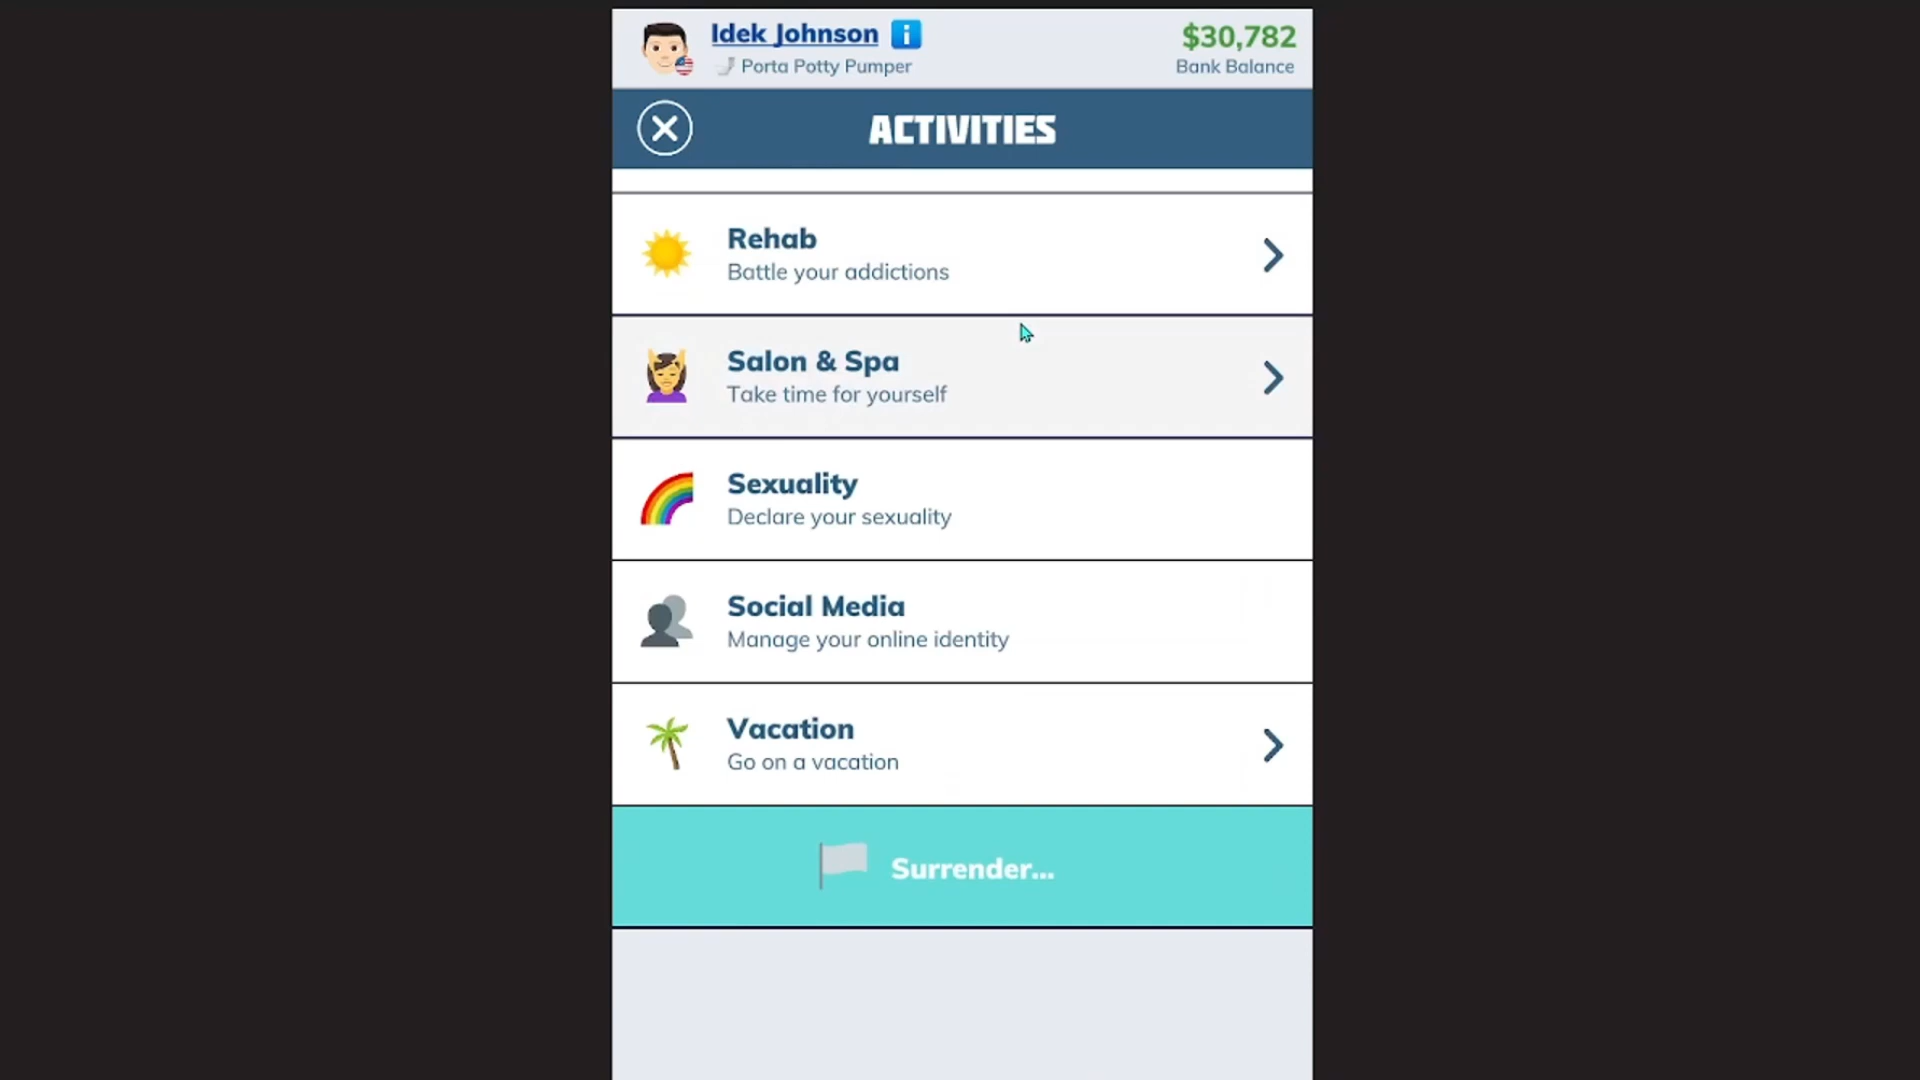 Idek Johnson
$30,782
Porta Potty Pumper
Bank Balance
ACTIVITIES
Rehab
Battle your addictions
Salon & Spa
Take time for yourself
Sexuality
Declare your sexuality
Social Media
Manage your online identity
Vacation
Go on a vacation
Surrender...